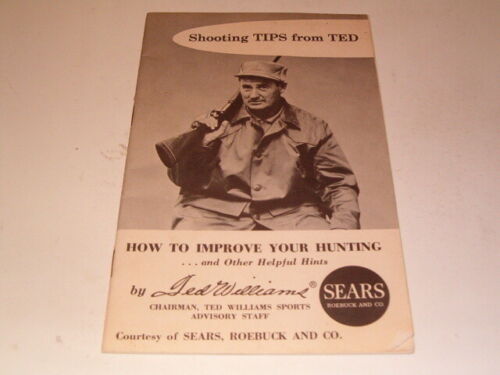 Shooting TIPS from TED
HOW TO IMPROVE YOUR HUNTING
... and Other Helpful Hints
by Ted Williams®
CHAIRMAN, TED WILLIAMS SPORTS
ADVISORY STAFF
SEARS
ROEBUCK AND CO.
Courtesy of SEARS, ROEBUCK AND CO.